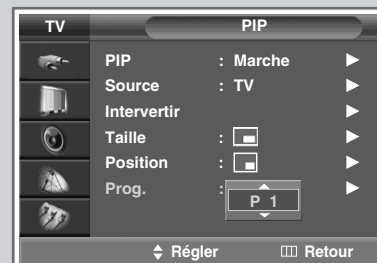 TV PIP
PIP : Marche
Source : TV
Intervertir
Taille :
Position :
Prog. : P 1
Régler Retour